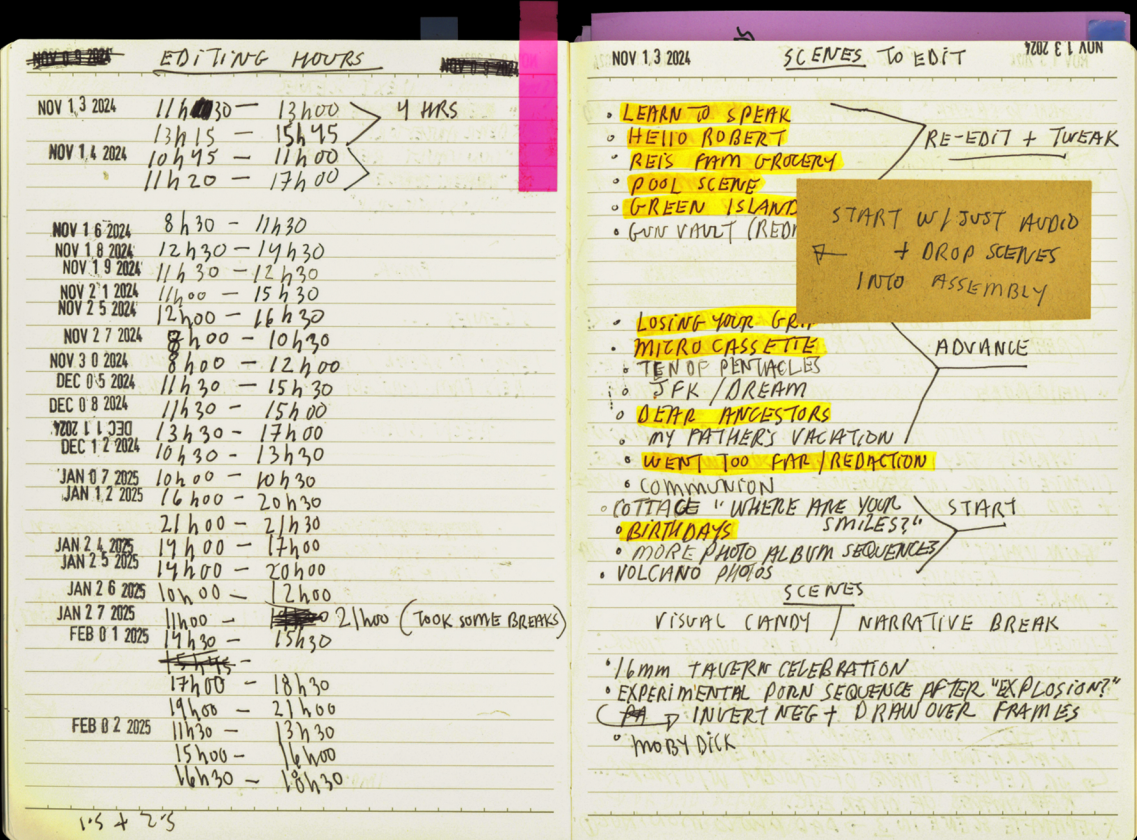 NOV 0 9 2024 EDITING HOURS
NOV 1 3 2024 11h30 — 13h00 4 HRS
13h15 — 15h45
NOV 1 4 2024 10h45 — 11h00
11h20 — 17h00
NOV 1 6 2024 8h30 — 11h30
NOV 1 8 2024 12h30 — 14h30
NOV 1 9 2024 11h30 — 12h30
NOV 2 1 2024 11h00 — 15h30
NOV 2 5 2024 12h00 — 16h30
NOV 2 7 2024 8h00 — 10h30
NOV 3 0 2024 8h00 — 12h00
DEC 0 5 2024 11h30 — 15h30
DEC 0 8 2024 11h30 — 15h00
DEC 1 1 2024 13h30 — 17h00
DEC 1 2 2024 10h30 — 13h30
JAN 0 7 2025 10h00 — 10h30
JAN 1 2 2025 16h00 — 20h30
21h00 — 21h30
JAN 2 4 2025 14h00 — 17h00
JAN 2 5 2025 14h00 — 20h00
JAN 2 6 2025 10h00 — 12h00
JAN 2 7 2025 11h00 — 21h00 (TOOK SOME BREAKS)
FEB 0 1 2025 14h30 — 15h30
15h45 —
17h00 — 18h30
19h00 — 21h00
FEB 0 2 2025 11h30 — 13h30
15h00 — 16h00
16h30 — 18h30
NOV 1 3 2024 SCENES TO EDIT NOV 1 3 2024
• LEARN TO SPEAK
• HELLO ROBERT
RE-EDIT + TWEAK
• REIS FAM GROCERY
• POOL SCENE
• GREEN ISLAND
• GUN VAULT
START W/ JUST AUDIO
+ DROP SCENES
INTO ASSEMBLY
• LOSING YOUR
• MICRO CASSETTE
ADVANCE
• TEN OF PENTACLES
• JFK / DREAM
• DEAR ANCESTORS
• MY FATHER'S VACATION
• WENT TOO FAR / REDACTION
• COMMUNION
• COTTAGE "WHERE ARE YOUR
SMILES?"
START
• BIRTHDAYS
• MORE PHOTO ALBUM SEQUENCES
• VOLCANO PHOTOS
SCENES
VISUAL CANDY / NARRATIVE BREAK
• 16mm TAVERN CELEBRATION
• EXPERIMENTAL PORN SEQUENCE AFTER "EXPLOSION?"
INVERT NEG + DRAW OVER FRAMES
• MOBY DICK